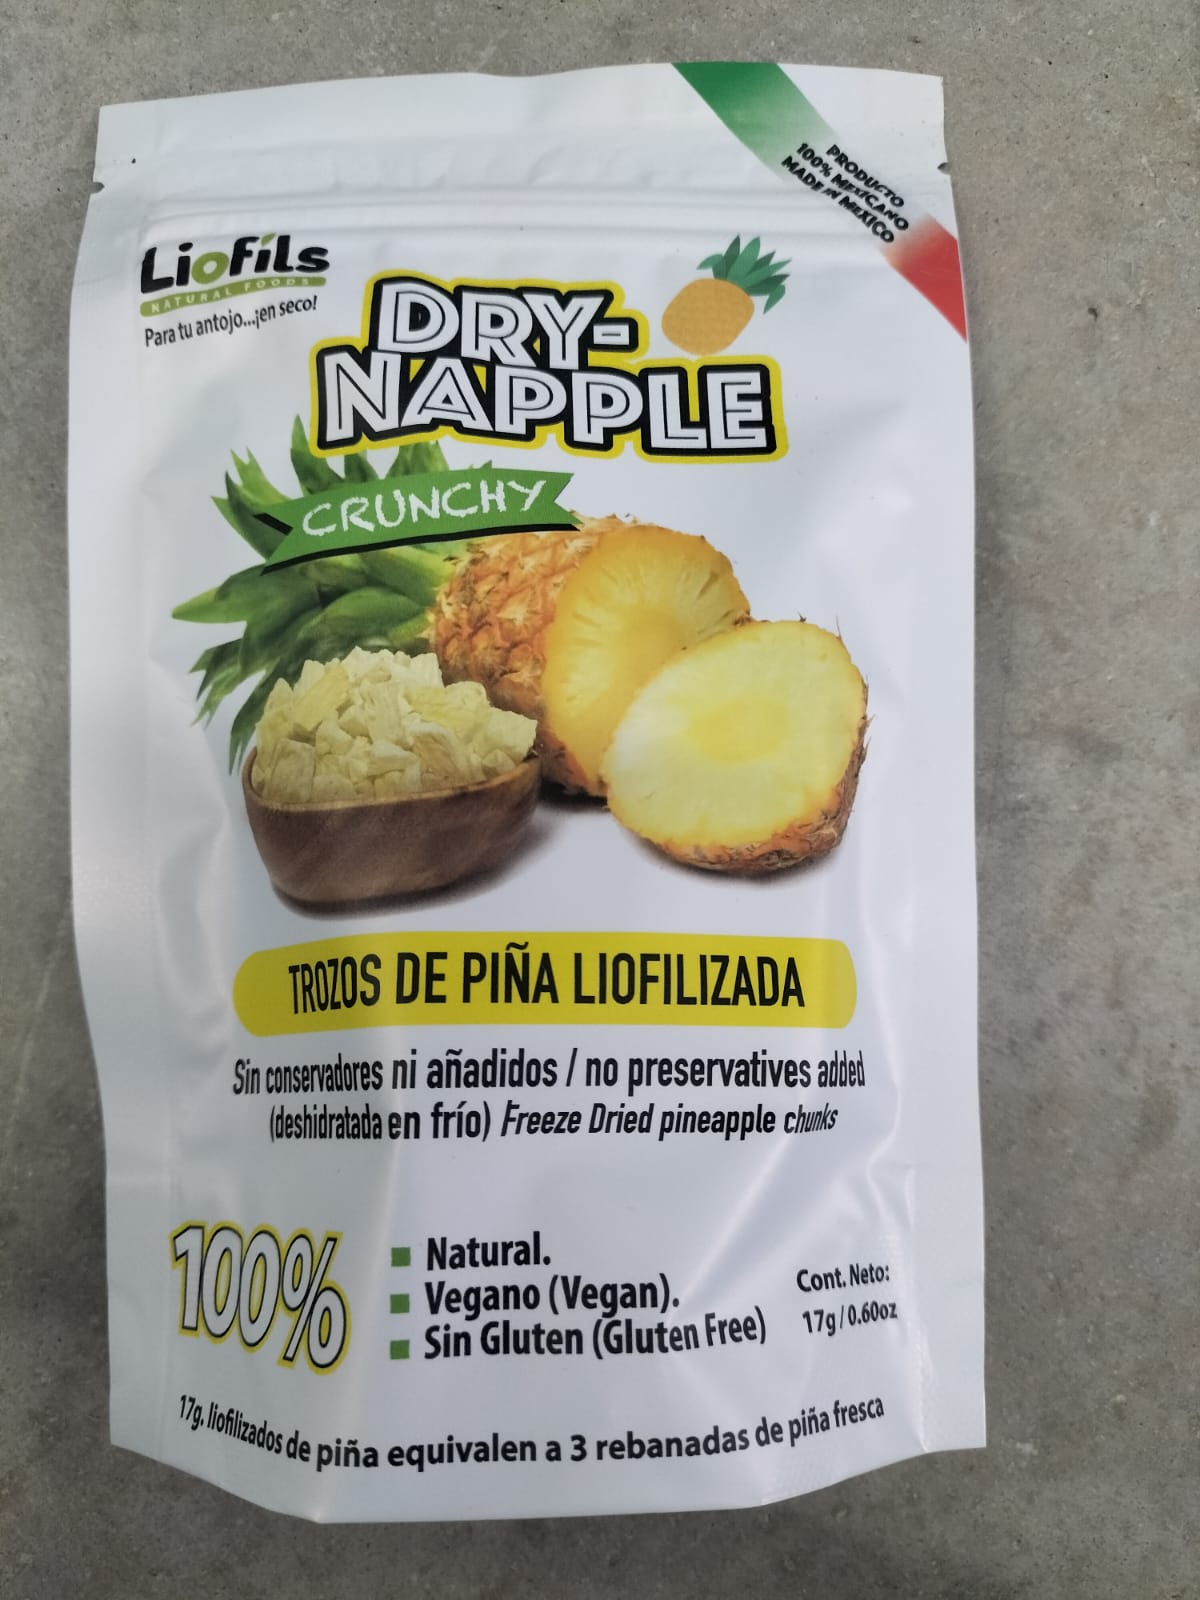 PRODUCTO
100% MEXICANO
MADE IN MEXICO
LioFils
NATURAL FOODS
Para tu antojo...¡en seco!
DRY-
NAPPLE
CRUNCHY
TROZOS DE PIÑA LIOFILIZADA
Sin conservadores ni añadidos / no preservatives added
(deshidratada en frío) Freeze Dried pineapple chunks
100%
Natural.
Vegano (Vegan).
Sin Gluten (Gluten Free)
Cont. Neto:
17g / 0.60oz
17g. liofilizados de piña equivalen a 3 rebanadas de piña fresca